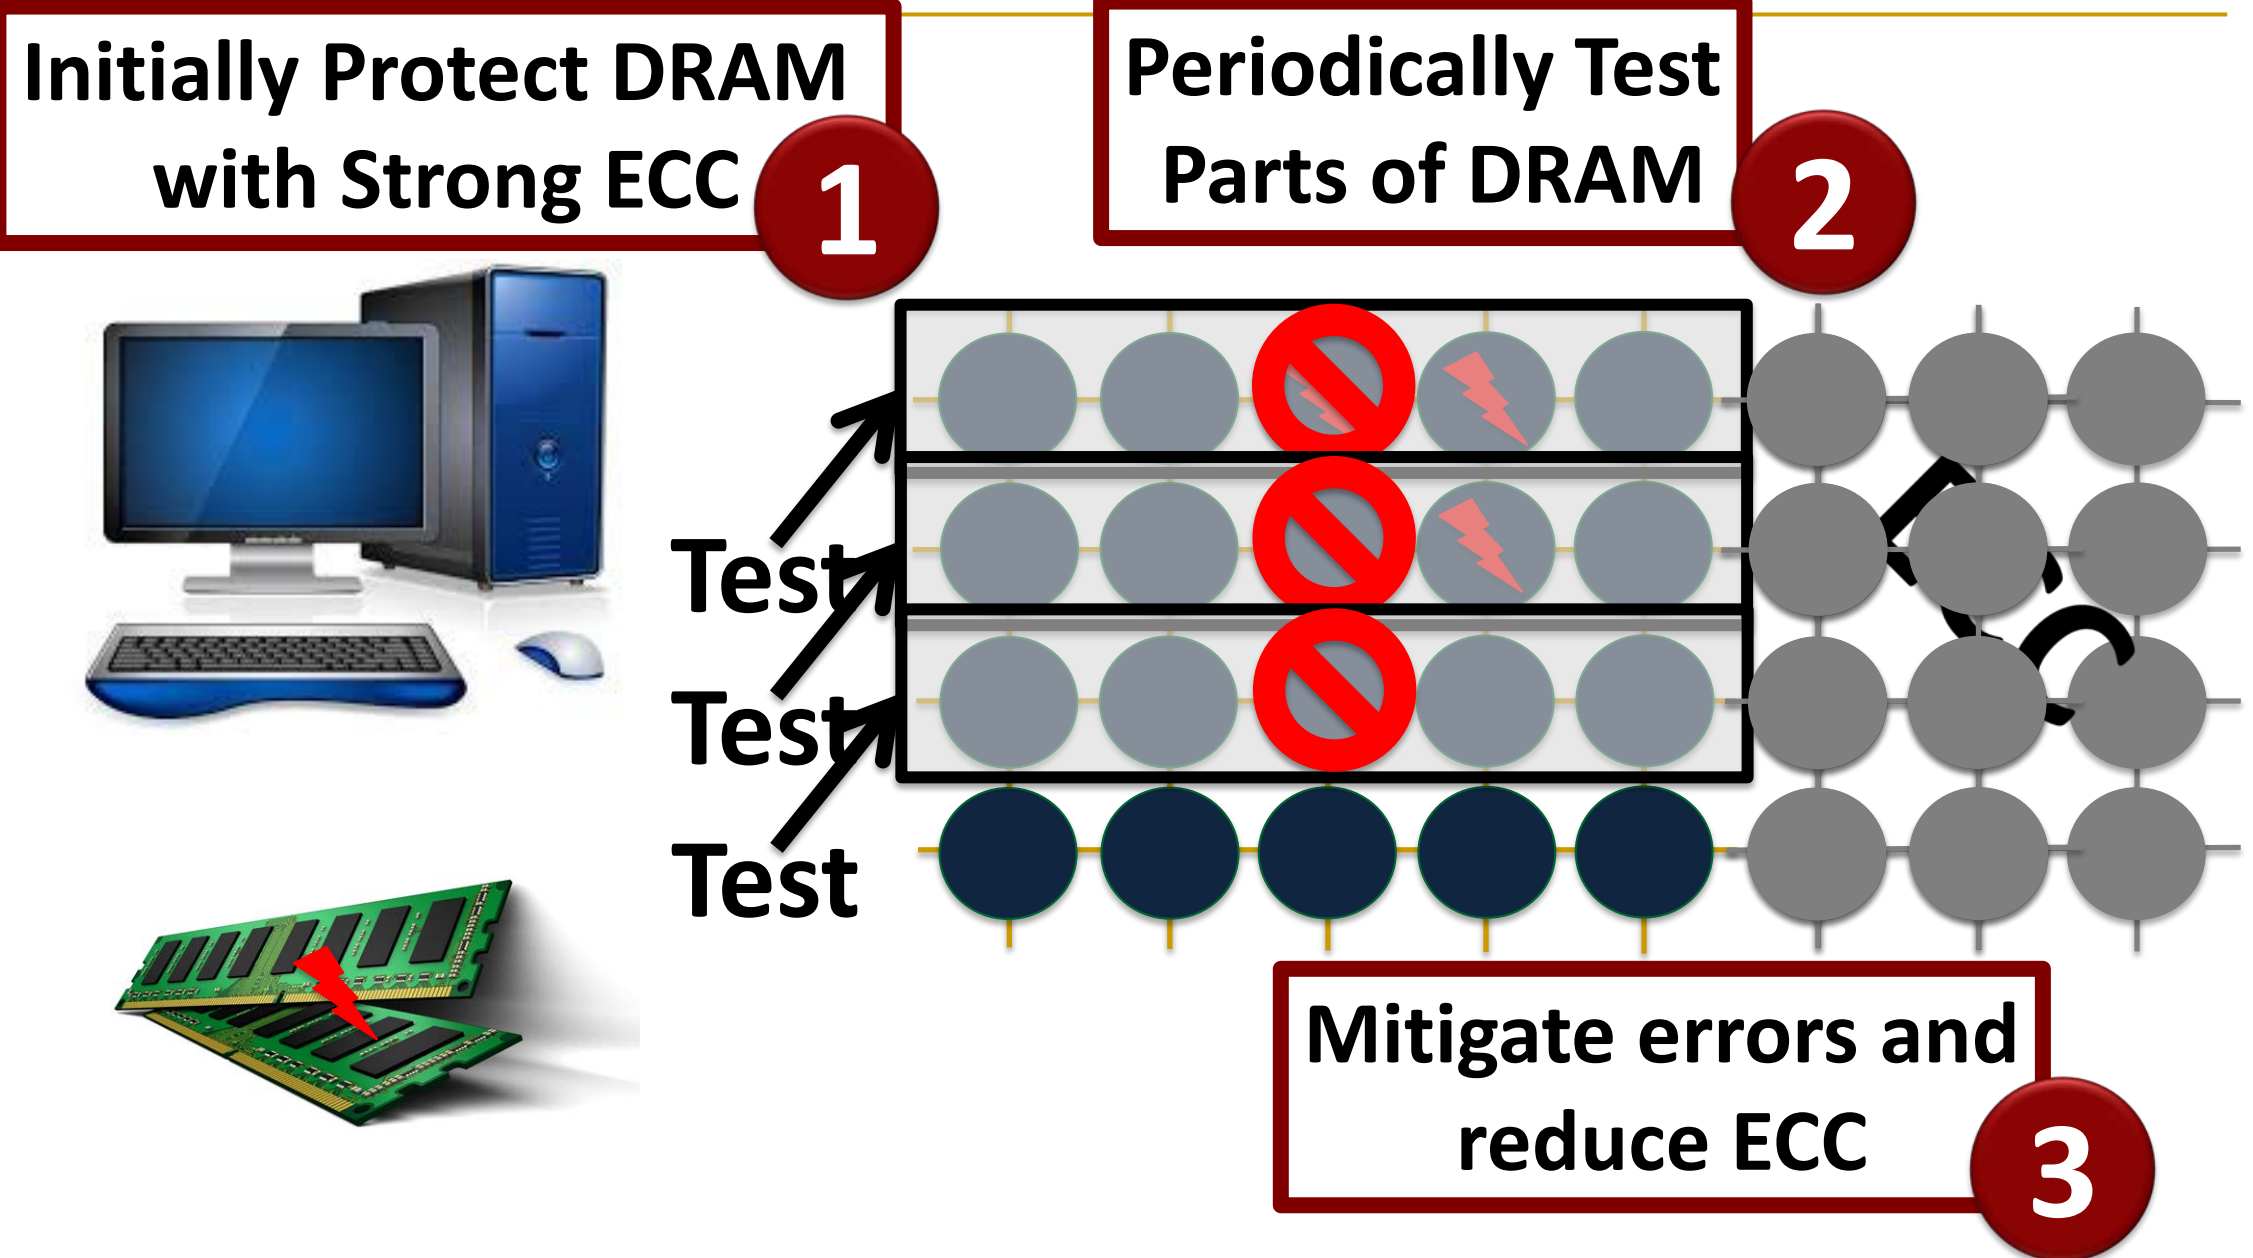 Initially Protect DRAM
with Strong ECC
1
Periodically Test
Parts of DRAM
2
Test
Test
Test
Mitigate errors and
reduce ECC
3